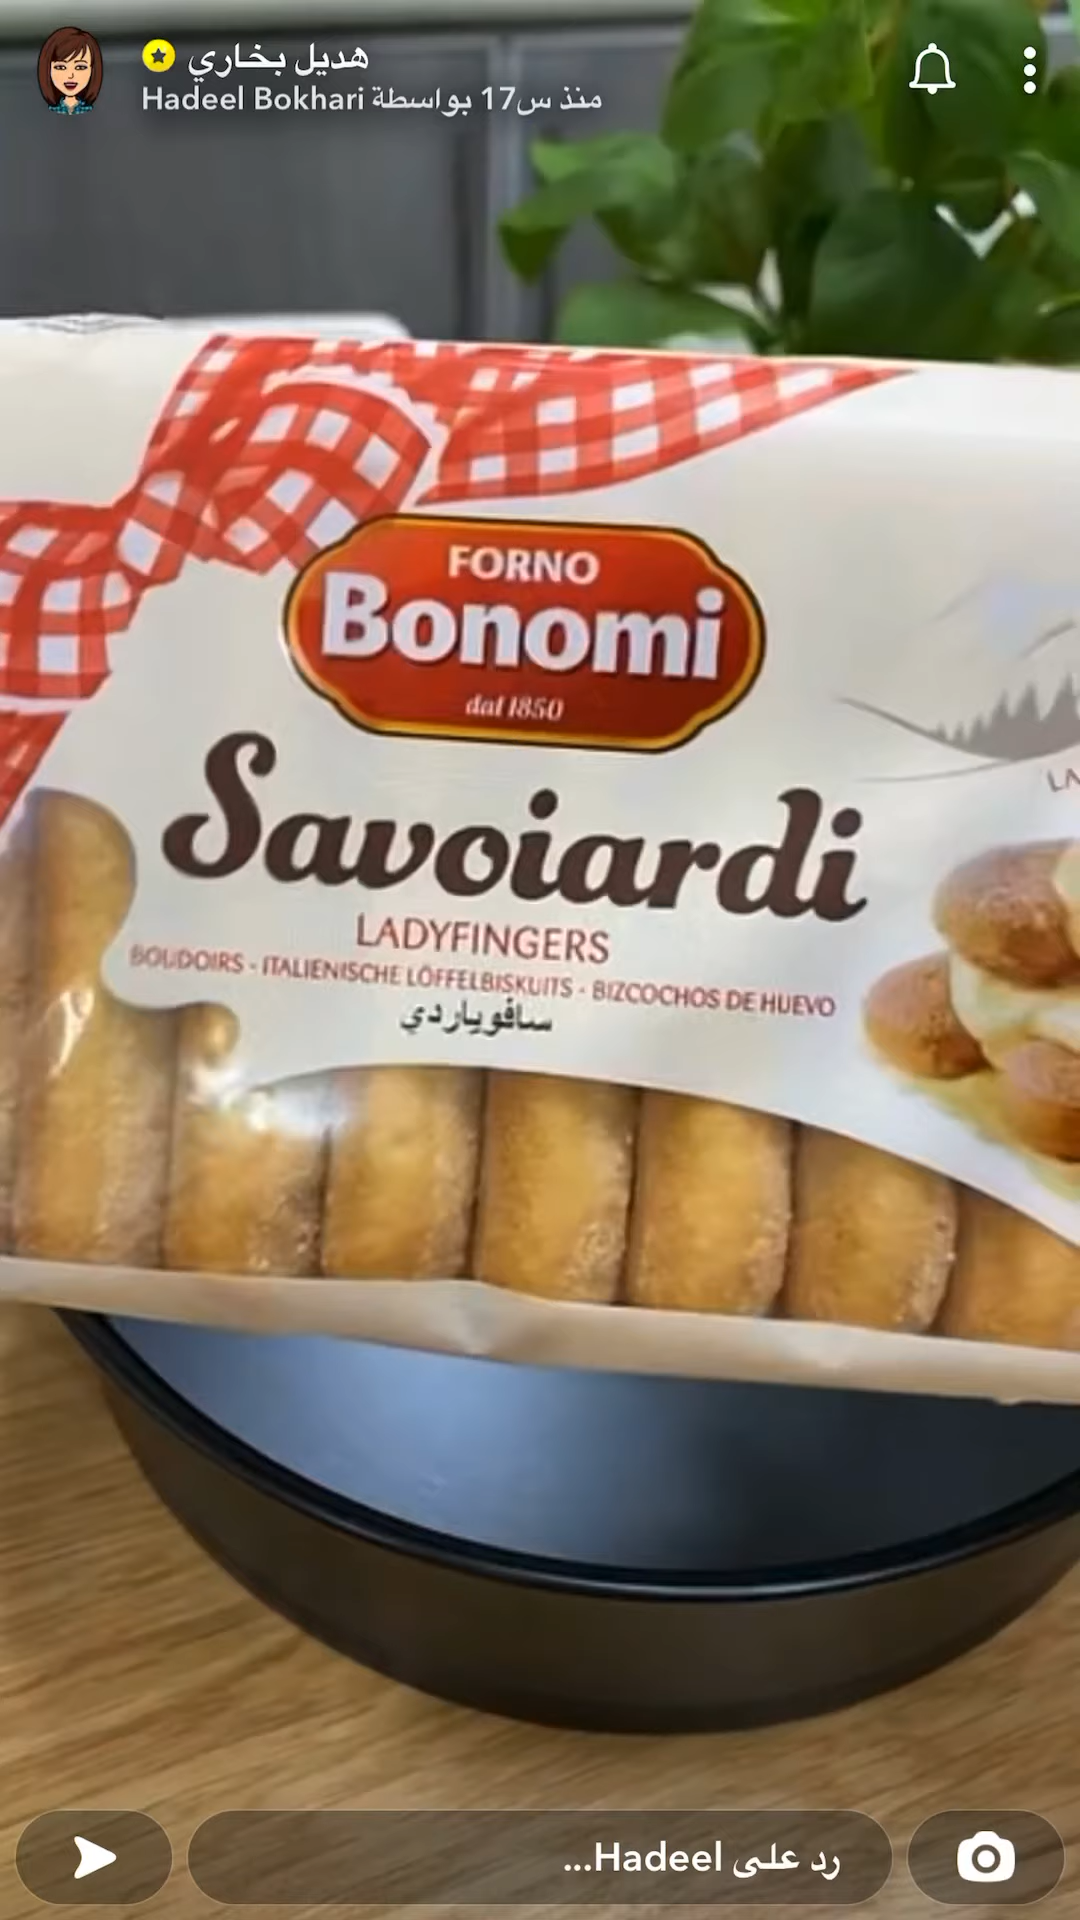 هديل بخاري
منذ س17 بواسطة Hadeel Bokhari
FORNO
Bonomi
dal 1850
Savoiardi
LADYFINGERS
BOUDOIRS - ITALIENISCHE LÖFFELBISKUITS - BIZCOCHOS DE HUEVO
سافوياردي
رد على Hadeel...